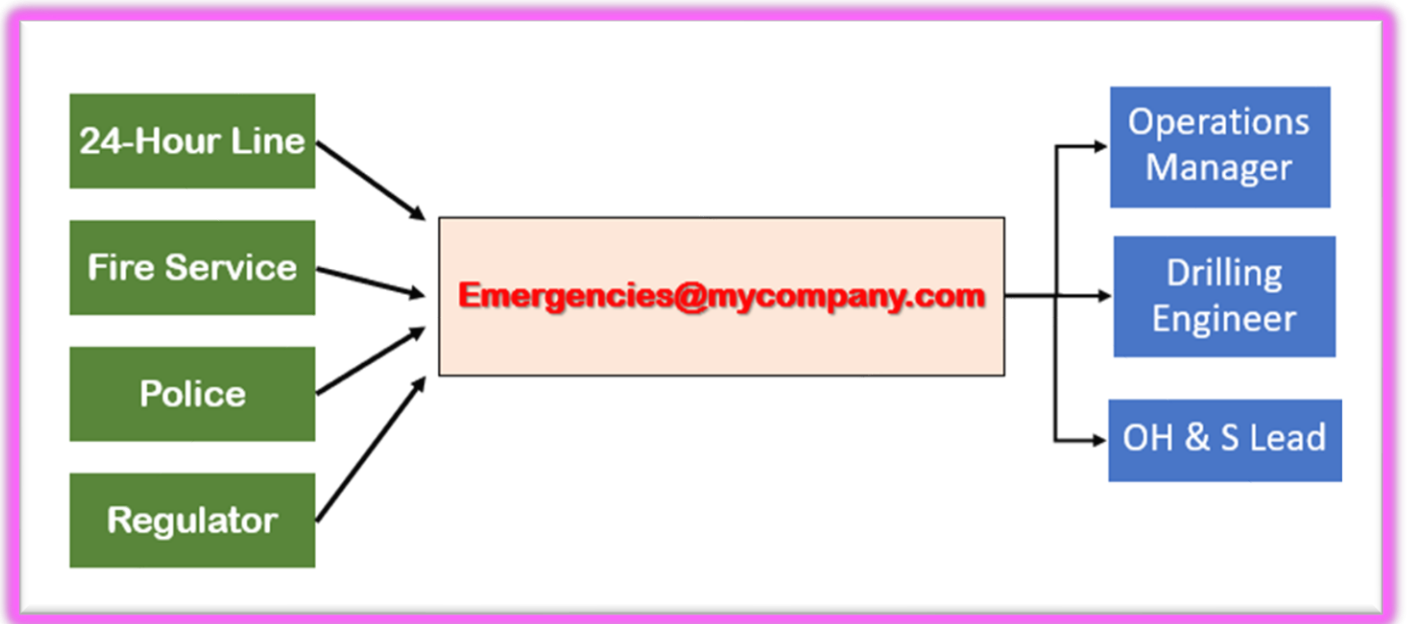 24-Hour Line
Fire Service
Police
Regulator
Emergencies@mycompany.com
Operations
Manager
Drilling
Engineer
OH & S Lead